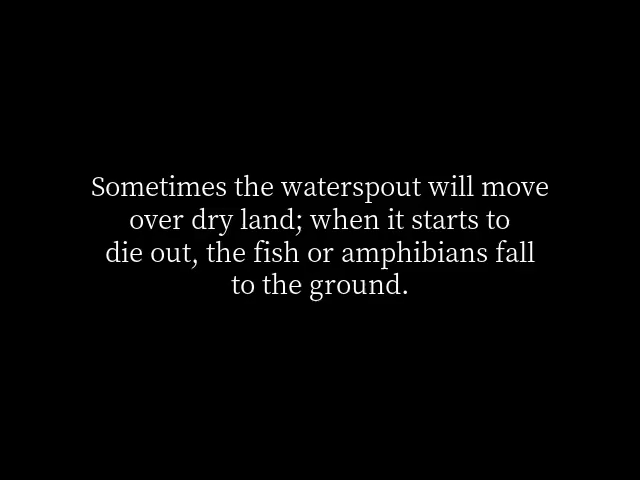 Sometimes the waterspout will move
over dry land; when it starts to
die out, the fish or amphibians fall
to the ground.